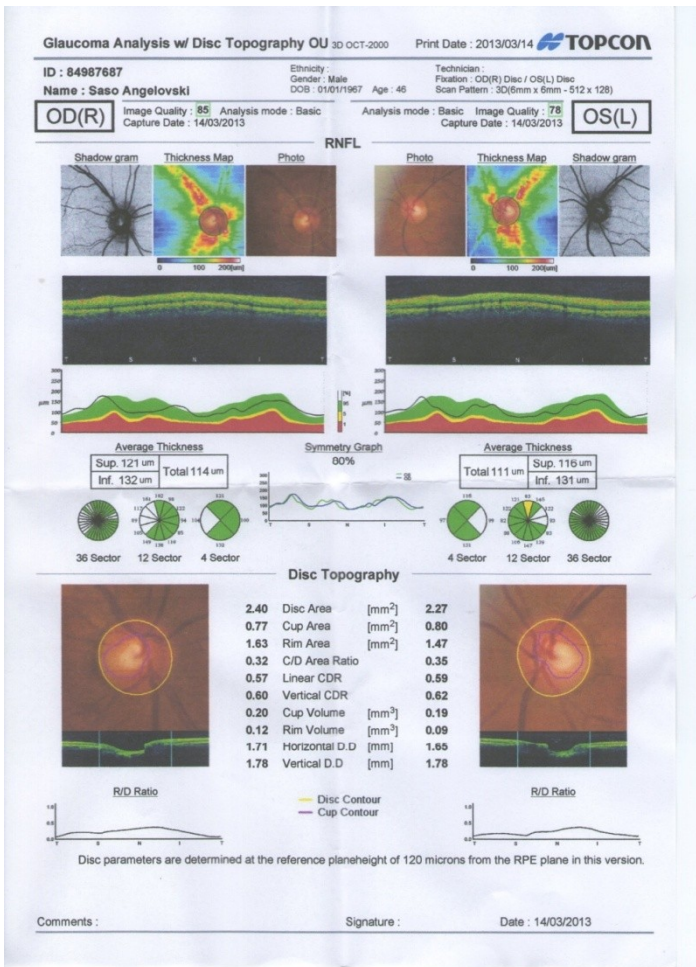 Glaucoma Analysis w/ Disc Topography OU 3D OCT-2000 Print Date : 2013/03/14 TOPCON
ID : 84987687
Name : Saso Angelovski
Ethnicity :
Gender : Male
DOB : 01/01/1967 Age : 46
Technician :
Fixation : OD(R) Disc / OS(L) Disc
Scan Pattern : 3D(6mm x 6mm - 512 x 128)
OD(R)
Image Quality : 85 Analysis mode : Basic
Capture Date : 14/03/2013
Analysis mode : Basic Image Quality : 78
Capture Date : 14/03/2013
OS(L)
RNFL
Shadow gram Thickness Map Photo
Photo Thickness Map Shadow gram
0 100 200[um]
0 100 200[um]
T S N I T
T S N I T
Average Thickness
Sup. 121 um
Inf. 132 um
Total 114 um
Symmetry Graph
80%
T S N I T
Average Thickness
Total 111 um
Sup. 116 um
Inf. 131 um
36 Sector 12 Sector 4 Sector
4 Sector 12 Sector 36 Sector
Disc Topography
2.40 Disc Area [mm2] 2.27
0.77 Cup Area [mm2] 0.80
1.63 Rim Area [mm2] 1.47
0.32 C/D Area Ratio 0.35
0.57 Linear CDR 0.59
0.60 Vertical CDR 0.62
0.20 Cup Volume [mm3] 0.19
0.12 Rim Volume [mm3] 0.09
1.71 Horizontal D.D [mm] 1.65
1.78 Vertical D.D [mm] 1.78
R/D Ratio
T S N I T
Disc Contour
Cup Contour
R/D Ratio
T S N I T
Disc parameters are determined at the reference planeheight of 120 microns from the RPE plane in this version.
Comments : Signature : Date : 14/03/2013